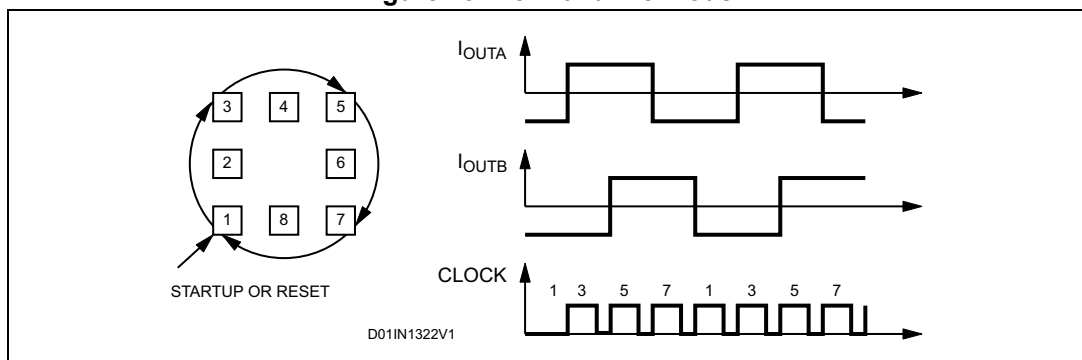 I_OUTA
3 4 5
2 6
I_OUTB
1 8 7
CLOCK
1 3 5 7 1 3 5 7
STARTUP OR RESET
D01IN1322V1